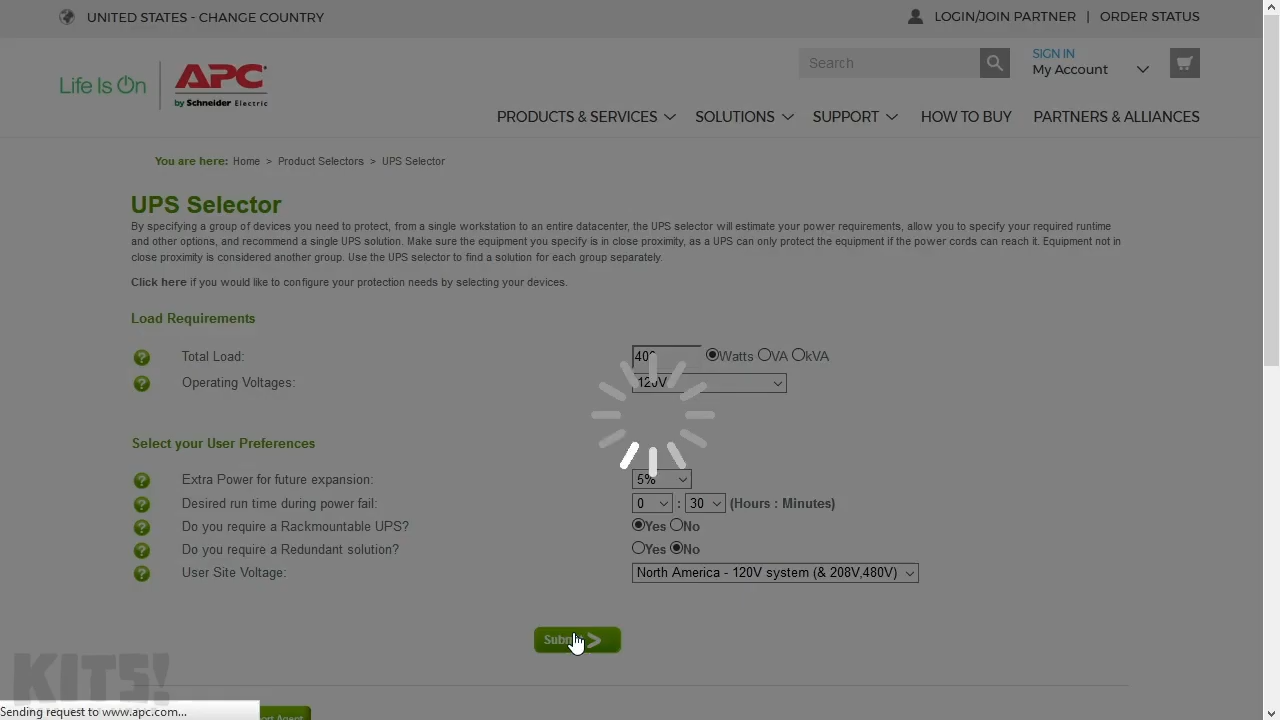 UNITED STATES - CHANGE COUNTRY
LOGIN/JOIN PARTNER | ORDER STATUS
Life Is On
APC
by Schneider Electric
Search
SIGN IN
My Account
PRODUCTS & SERVICES
SOLUTIONS
SUPPORT
HOW TO BUY
PARTNERS & ALLIANCES
You are here: Home > Product Selectors > UPS Selector
UPS Selector
By specifying a group of devices you need to protect, from a single workstation to an entire datacenter, the UPS selector will estimate your power requirements, allow you to specify your required runtime
and other options, and recommend a single UPS solution. Make sure the equipment you specify is in close proximity, as a UPS can only protect the equipment if the power cords can reach it. Equipment not in
close proximity is considered another group. Use the UPS selector to find a solution for each group separately.
Click here if you would like to configure your protection needs by selecting your devices.
Load Requirements
Total Load: Watts VA kVA
Operating Voltages: 120V
Select your User Preferences
Extra Power for future expansion: 5%
Desired run time during power fail: 0 : 30 (Hours : Minutes)
Do you require a Rackmountable UPS? Yes No
Do you require a Redundant solution? Yes No
User Site Voltage: North America - 120V system (& 208V,480V)
Submit
KITS!
Sending request to www.apc.com...
Agent